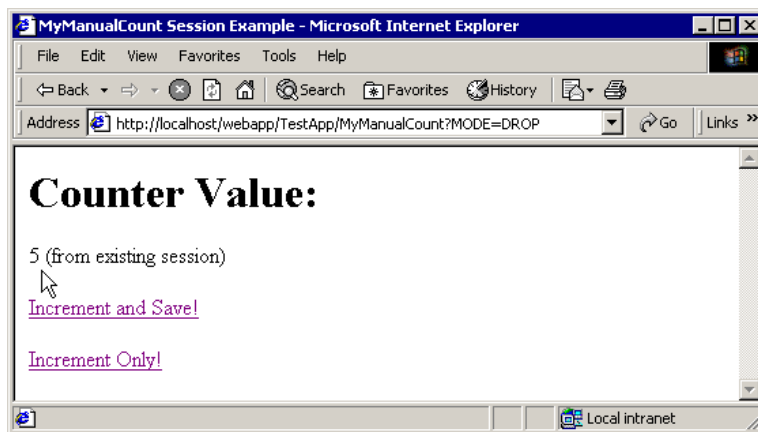 MyManualCount Session Example - Microsoft Internet Explorer
File Edit View Favorites Tools Help
Back Search Favorites History
Address http://localhost/webapp/TestApp/MyManualCount?MODE=DROP Go Links »
Counter Value:
5 (from existing session)
Increment and Save!
Increment Only!
Local intranet